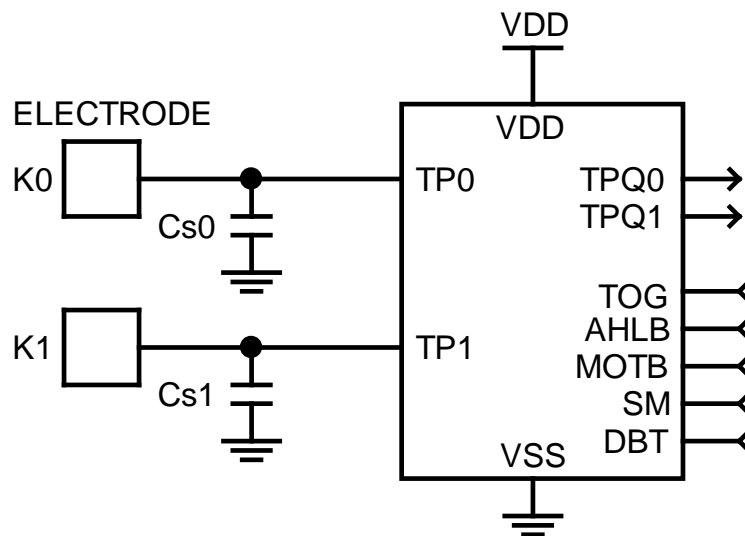 VDD
VDD
ELECTRODE
K0
TP0
TPQ0
TPQ1
Cs0
TOG
AHLB
K1
TP1
MOTB
Cs1
SM
DBT
VSS